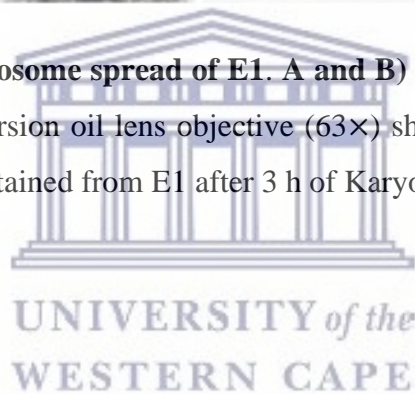 osome spread of E1. A and B)
rsion oil lens objective (63×) sh
tained from E1 after 3 h of Karyo
UNIVERSITY of the
WESTERN CAPE